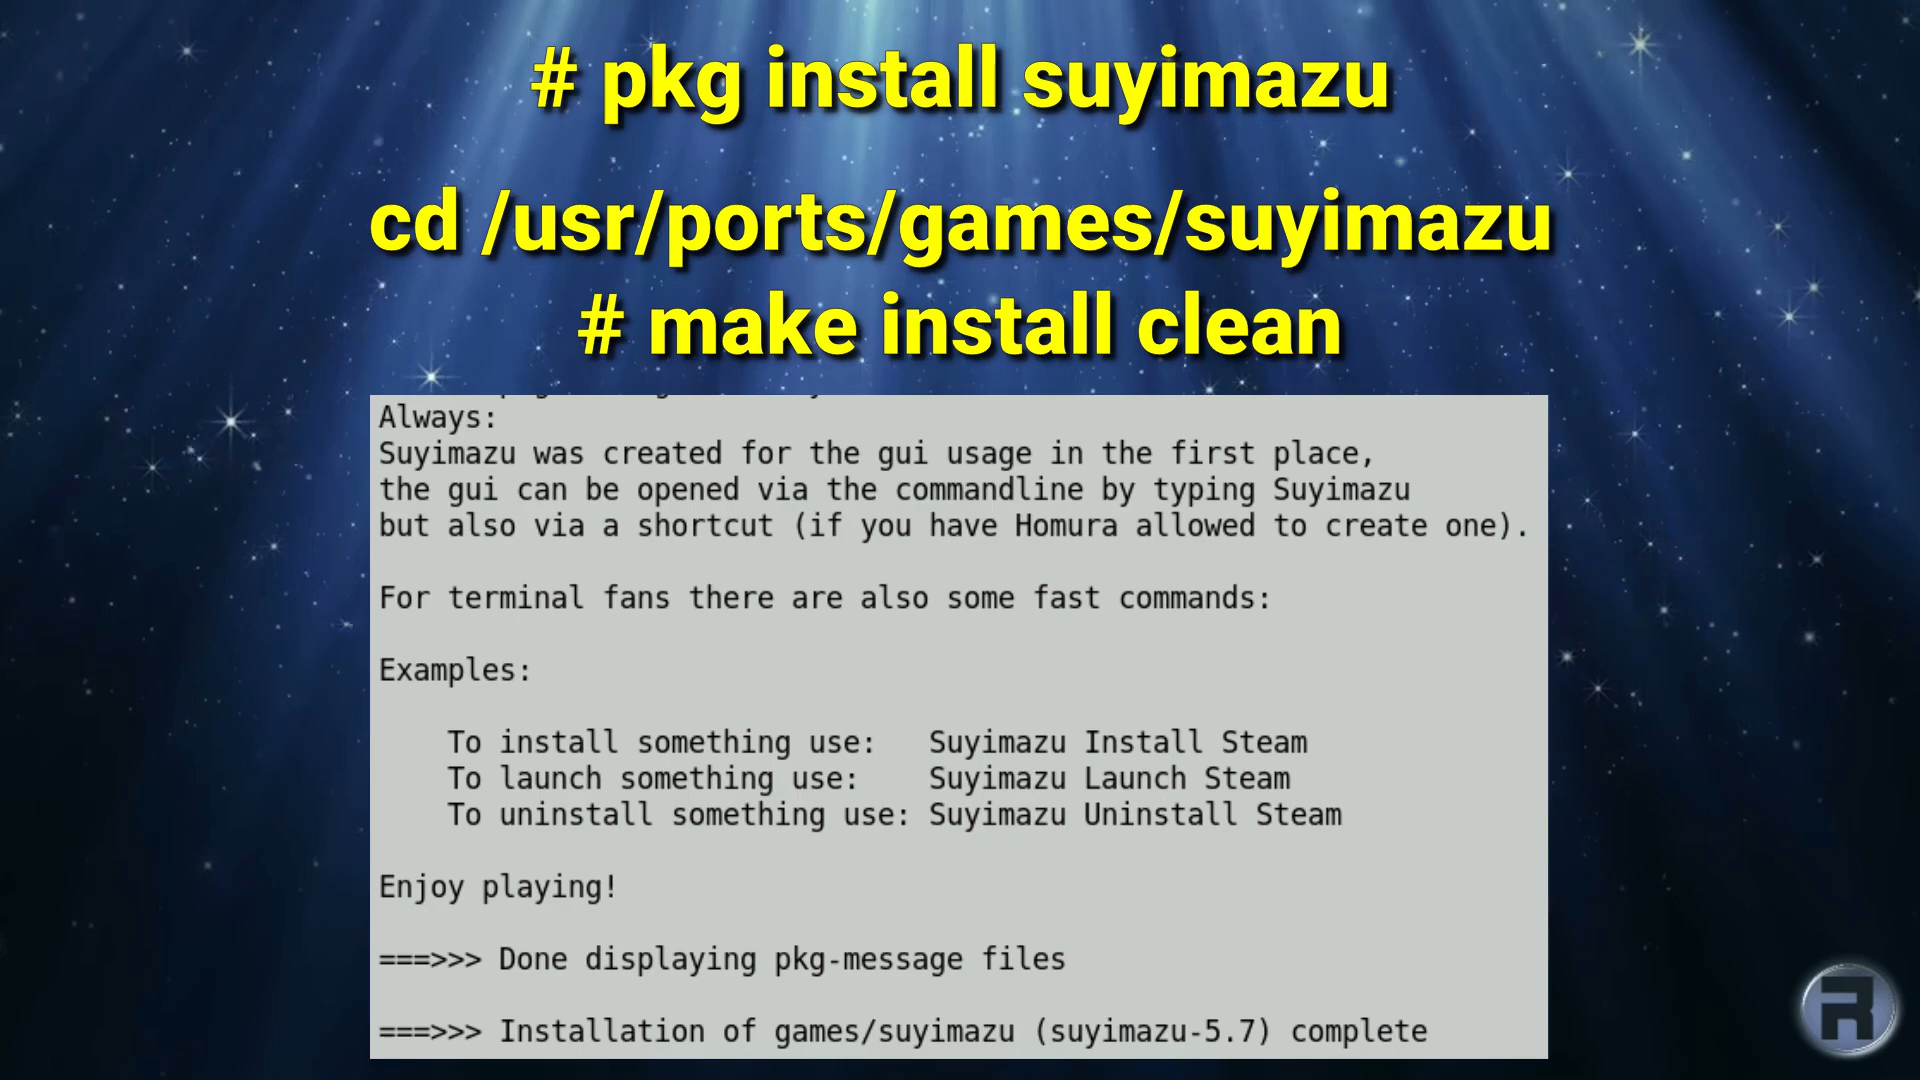 # pkg install suyimazu
cd /usr/ports/games/suyimazu
# make install clean
Always:
Suyimazu was created for the gui usage in the first place,
the gui can be opened via the commandline by typing Suyimazu
but also via a shortcut (if you have Homura allowed to create one).
For terminal fans there are also some fast commands:
Examples:
To install something use:   Suyimazu Install Steam
To launch something use:    Suyimazu Launch Steam
To uninstall something use: Suyimazu Uninstall Steam
Enjoy playing!
===>>> Done displaying pkg-message files
===>>> Installation of games/suyimazu (suyimazu-5.7) complete
R